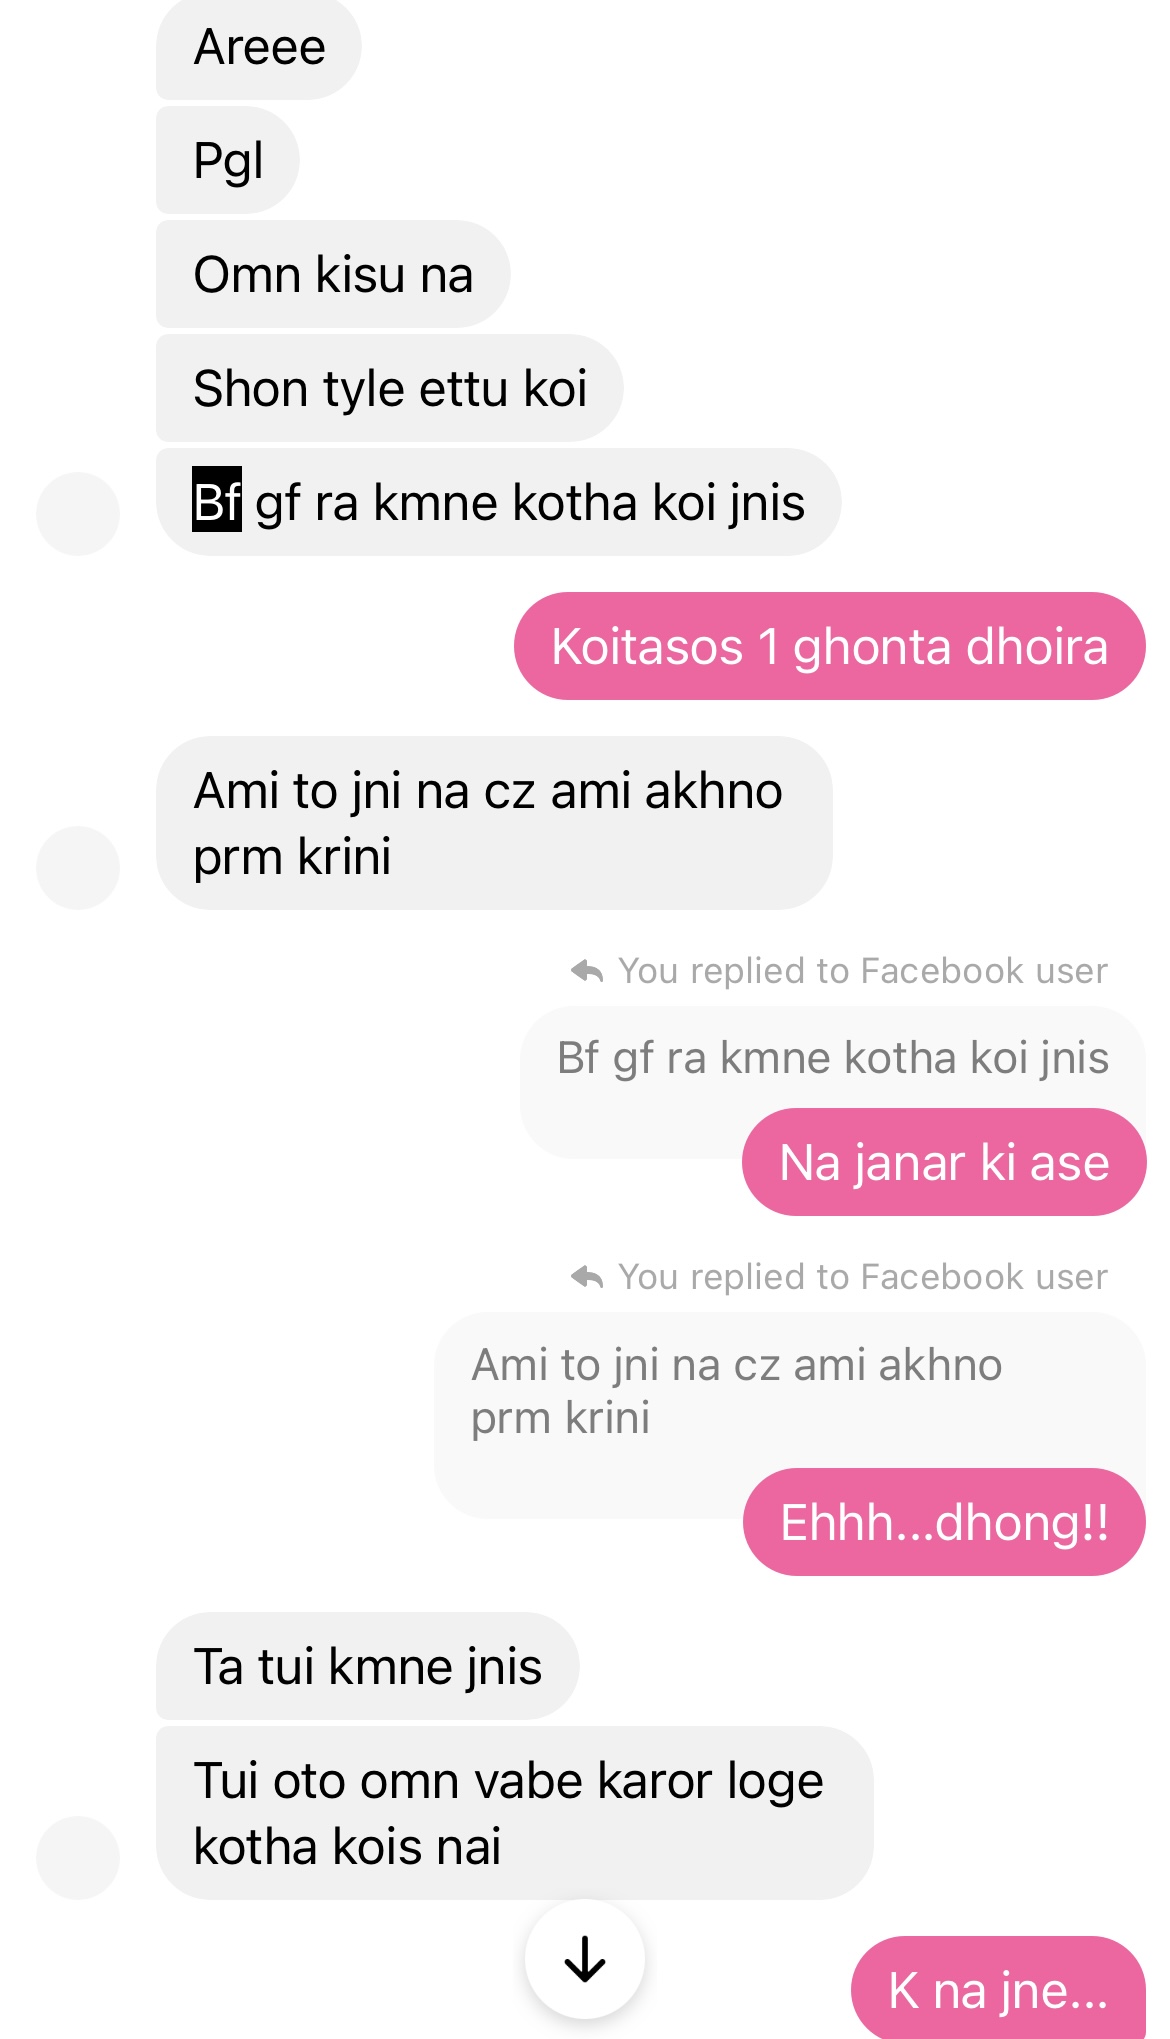 Areee
Pgl
Omn kisu na
Shon tyle ettu koi
Bf gf ra kmne kotha koi jnis
Koitasos 1 ghonta dhoira
Ami to jni na cz ami akhno
prm krini
You replied to Facebook user
Bf gf ra kmne kotha koi jnis
Na janar ki ase
You replied to Facebook user
Ami to jni na cz ami akhno
prm krini
Ehhh...dhong!!
Ta tui kmne jnis
Tui oto omn vabe karor loge
kotha kois nai
K na jne...